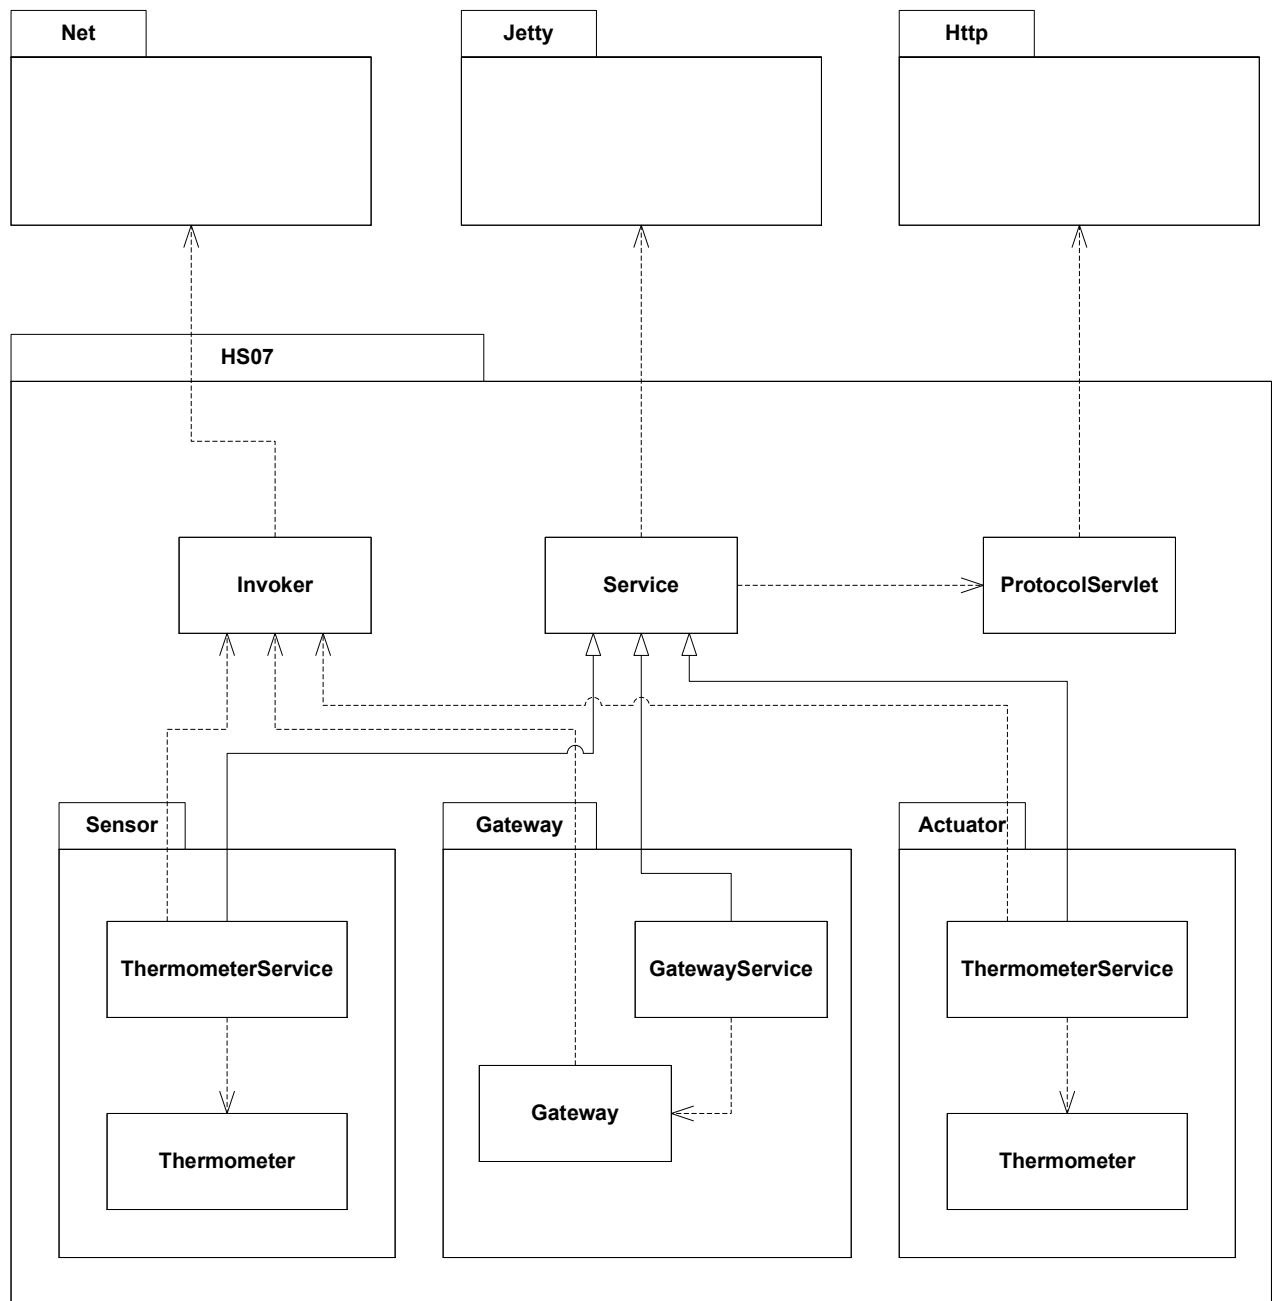 Net
Jetty
Http
HS07
Invoker
Service
ProtocolServlet
Sensor
Gateway
Actuator
ThermometerService
GatewayService
ThermometerService
Gateway
Thermometer
Thermometer